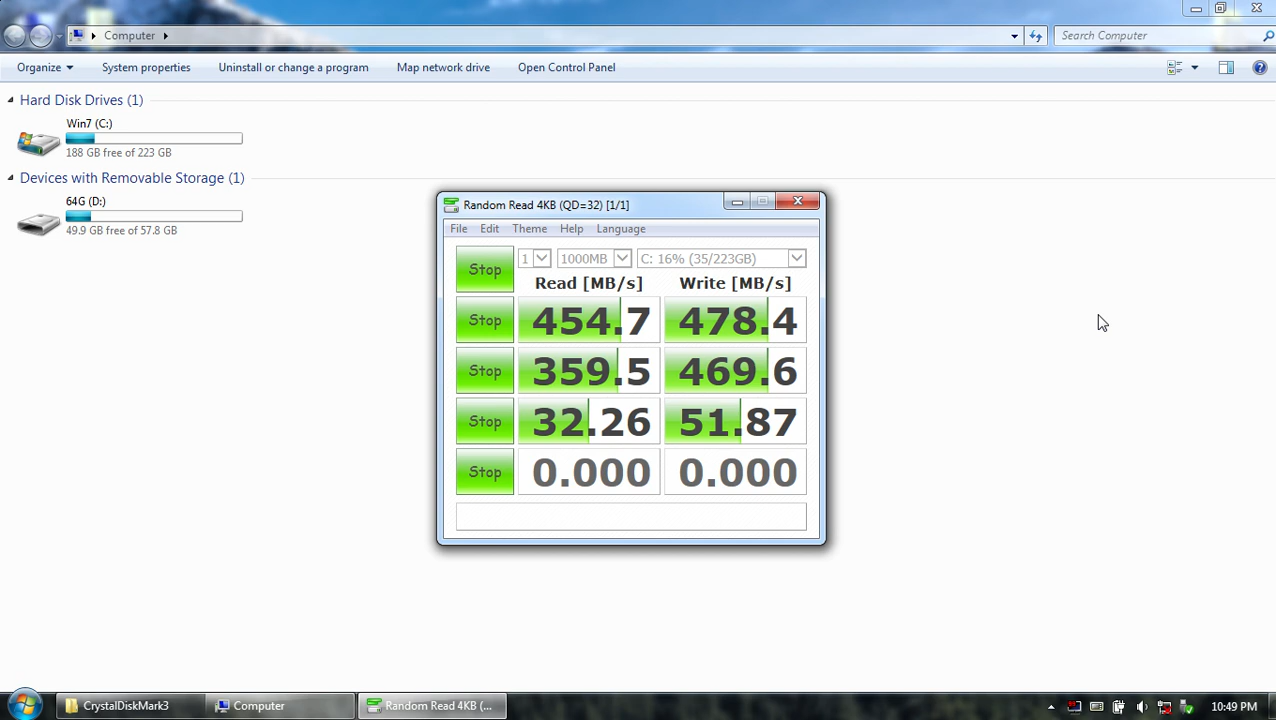 Computer
Search Computer
Organize
System properties
Uninstall or change a program
Map network drive
Open Control Panel
Hard Disk Drives (1)
Win7 (C:)
188 GB free of 223 GB
Devices with Removable Storage (1)
64G (D:)
49.9 GB free of 57.8 GB
Random Read 4KB (QD=32) [1/1]
File Edit Theme Help Language
Stop 1 1000MB C: 16% (35/223GB)
Read [MB/s] Write [MB/s]
Stop 454.7 478.4
Stop 359.5 469.6
Stop 32.26 51.87
Stop 0.000 0.000
CrystalDiskMark3
Computer
Random Read 4KB (...
10:49 PM